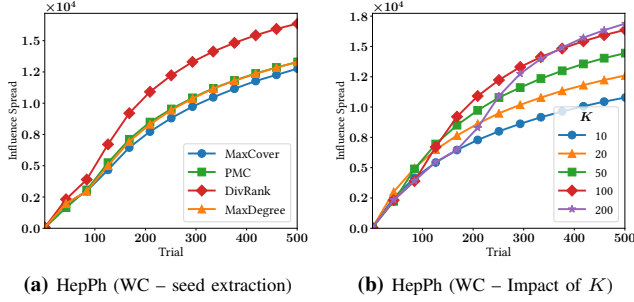 ×10⁴
1.5
1.2
1.0
0.8
0.5
0.2
0.0
Influence Spread
100 200 300 400 500
Trial
MaxCover
PMC
DivRank
MaxDegree
(a) HepPh (WC – seed extraction)
×10⁴
1.8
1.5
1.2
1.0
0.8
0.5
0.2
0.0
Influence Spread
100 200 300 400 500
Trial
K
10
20
50
100
200
(b) HepPh (WC – Impact of K)